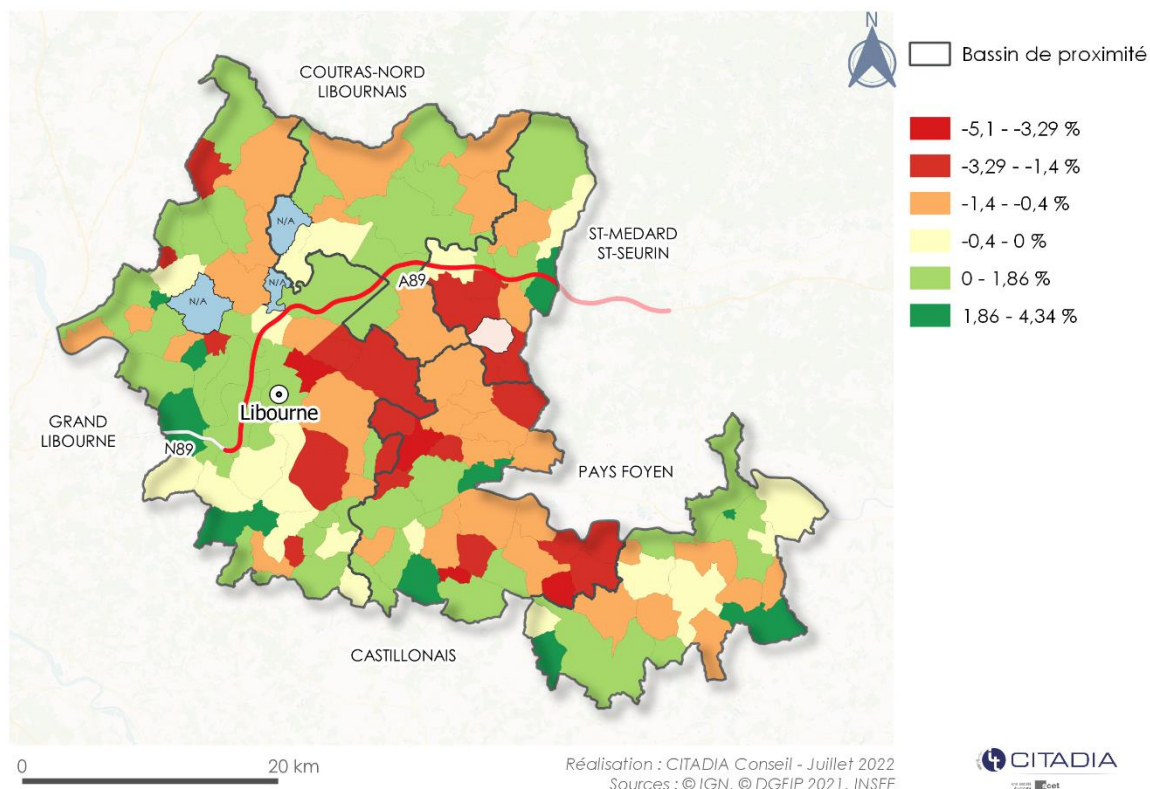 N
Bassin de proximité
COUTRAS-NORD
LIBOURNAIS
-5,1 - -3,29 %
-3,29 - -1,4 %
-1,4 - -0,4 %
-0,4 - 0 %
0 - 1,86 %
1,86 - 4,34 %
N/A
ST-MEDARD
ST-SEURIN
A89
N/A
N/A
Libourne
GRAND
LIBOURNE
N89
PAYS FOYEN
CASTILLONAIS
0
20 km
Réalisation : CITADIA Conseil - Juillet 2022
Sources : © IGN, © DGFIP 2021, INSEE
CITADIA
cet